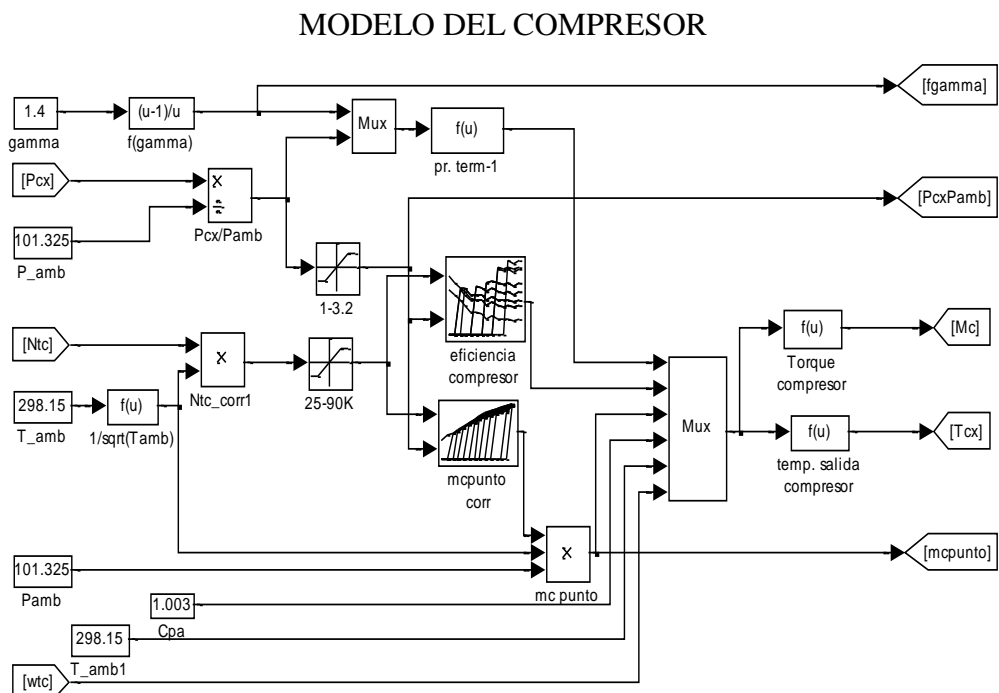 MODELO DEL COMPRESOR
[fgamma]
1.4
gamma
(u-1)/u
f(gamma)
Mux
f(u)
pr. term-1
[Pcx]
x
÷
Pcx/Pamb
[PcxPamb]
101.325
P_amb
1-3.2
eficiencia
compresor
[Ntc]
x
Ntc_corr1
25-90K
298.15
T_amb
f(u)
1/sqrt(Tamb)
mcpunto
corr
Mux
f(u)
Torque
compresor
[Mc]
f(u)
temp. salida
compresor
[Tcx]
x
mc punto
[mcpunto]
101.325
Pamb
1.003
Cpa
298.15
T_amb1
[wtc]